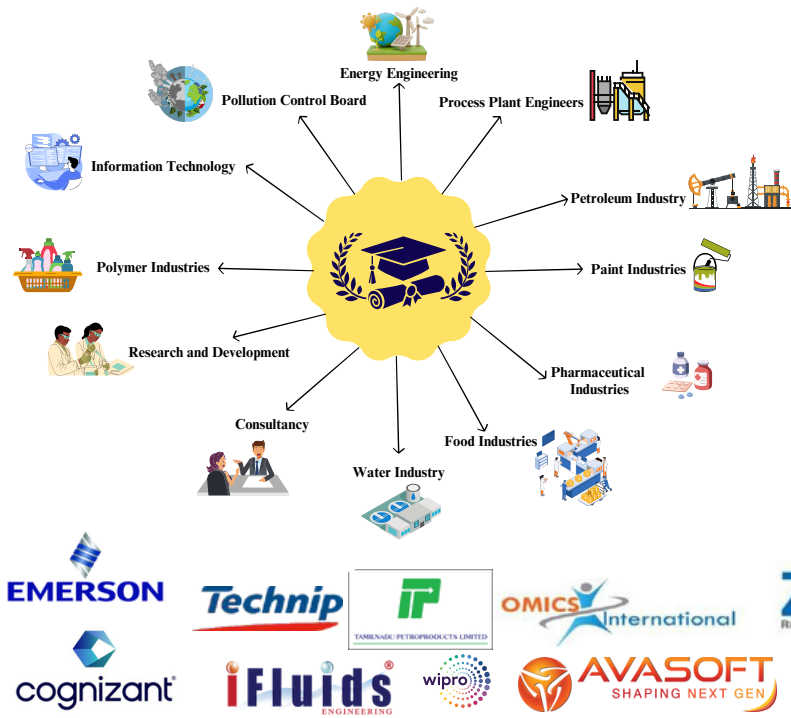 Energy Engineering
Pollution Control Board
Process Plant Engineers
Information Technology
Petroleum Industry
Polymer Industries
Paint Industries
Research and Development
Pharmaceutical
Industries
Consultancy
Food Industries
Water Industry
EMERSON
Technip
TP
TAMILNADU PETROPRODUCTS LIMITED
OMICS
International
cognizant®
iFluids®
ENGINEERING
wipro
AVASOFT
SHAPING NEXT GEN